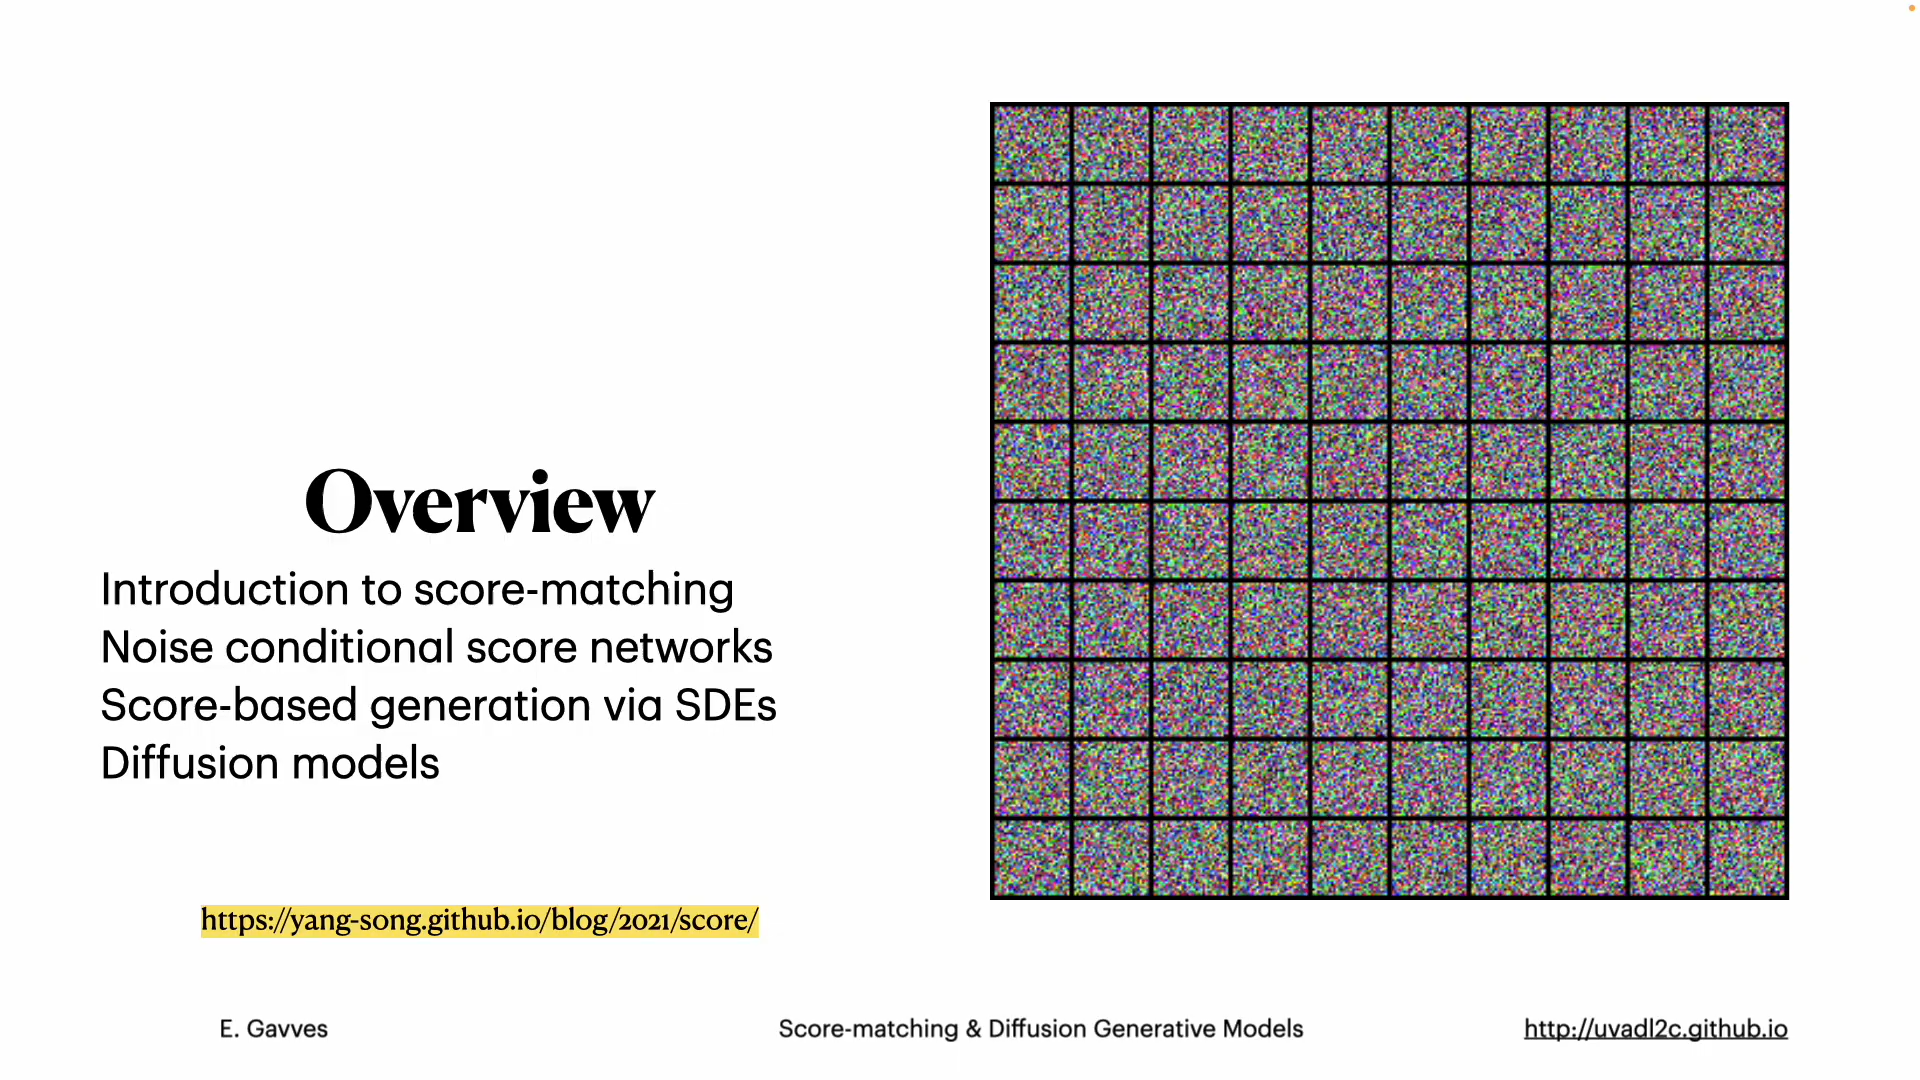 Overview
Introduction to score-matching
Noise conditional score networks
Score-based generation via SDEs
Diffusion models
https://yang-song.github.io/blog/2021/score/
E. Gavves
Score-matching & Diffusion Generative Models
http://uvadl2c.github.io